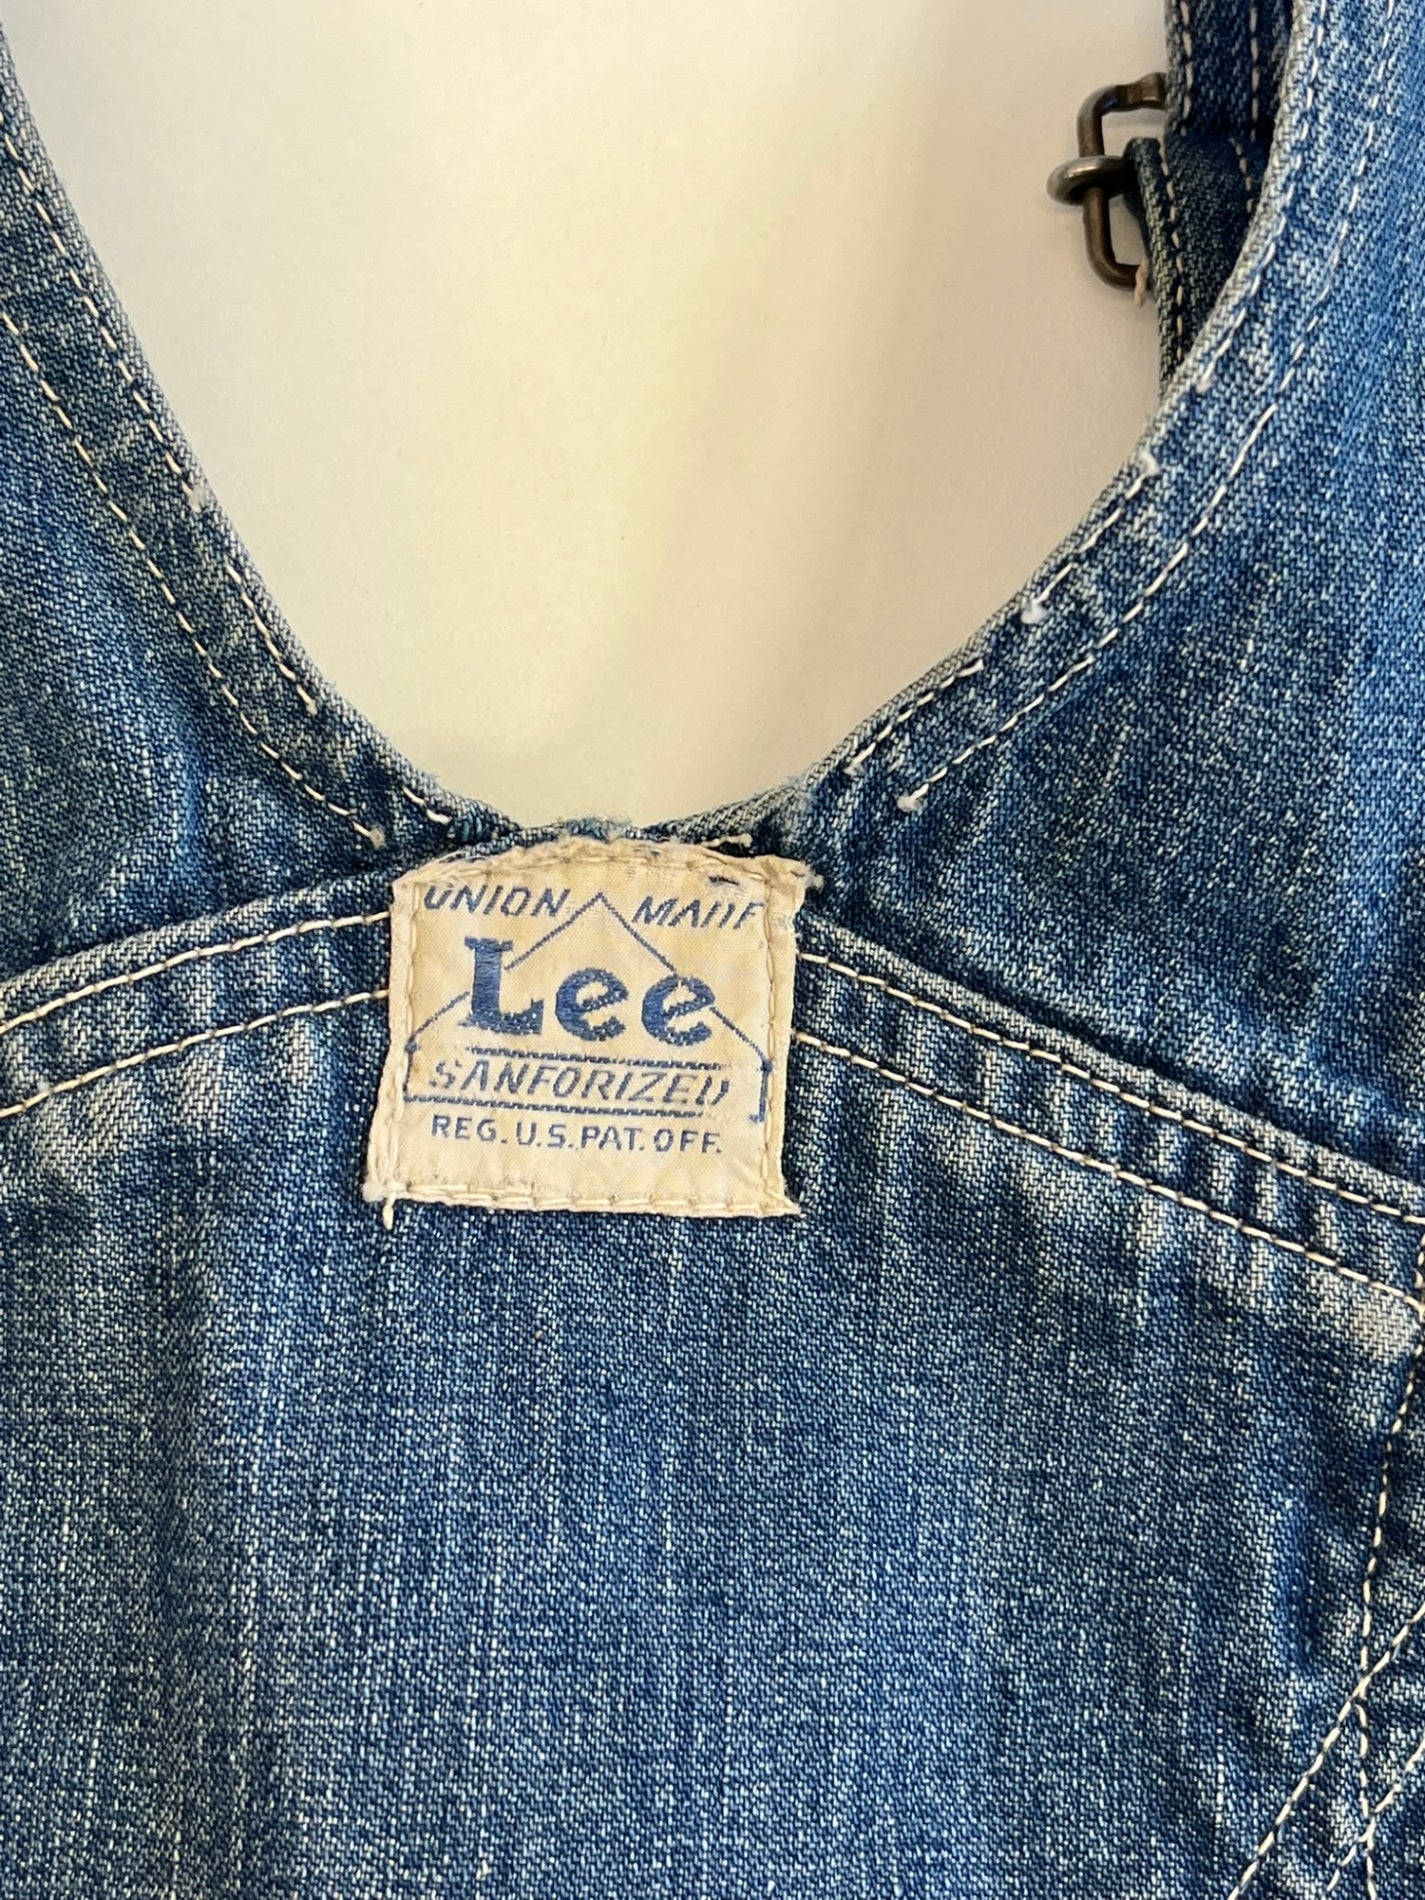 UNION MADE
Lee
SANFORIZED
REG. U.S. PAT. OFF.